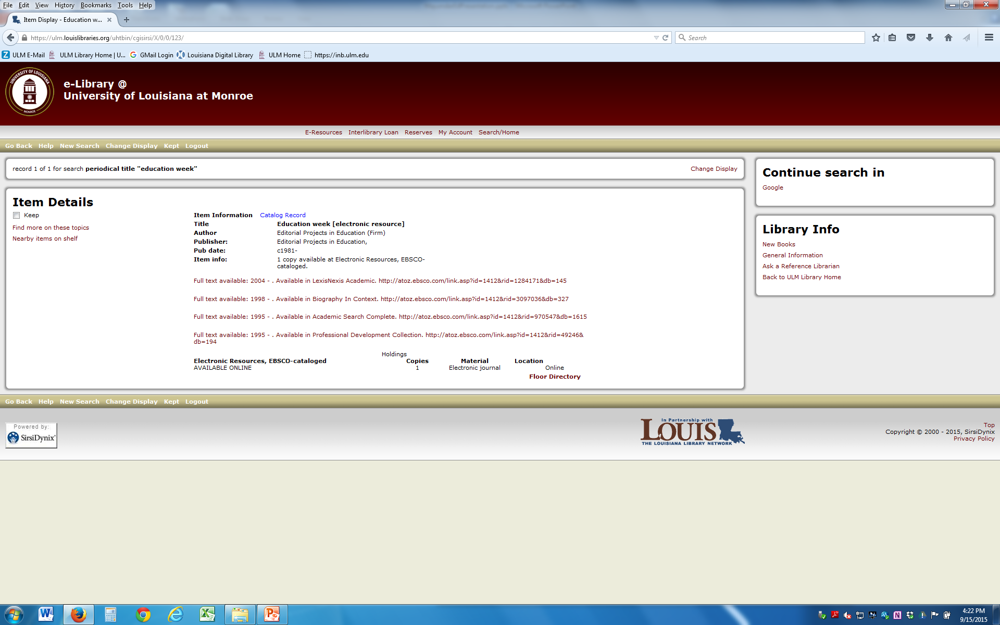 File Edit View History Bookmarks Tools Help
Item Display - Education w...
https://ulm.louislibraries.org/uhtbin/cgisirsi/X/0/0/123/
Search
ULM E-Mail ULM Library Home | U... GMail Login Louisiana Digital Library ULM Home https://inb.ulm.edu
UNIVERSITY OF LOUISIANA
MONROE
e-Library @
University of Louisiana at Monroe
E-Resources Interlibrary Loan Reserves My Account Search/Home
Go Back Help New Search Change Display Kept Logout
record 1 of 1 for search periodical title "education week"
Change Display
Item Details
Keep
Find more on these topics
Nearby items on shelf
Item Information Catalog Record
Title Education week [electronic resource]
Author Editorial Projects in Education (Firm)
Publisher: Editorial Projects in Education,
Pub date: c1981-
Item info: 1 copy available at Electronic Resources, EBSCO-
cataloged.
Full text available: 2004 - . Available in LexisNexis Academic. http://atoz.ebsco.com/link.asp?id=1412&rid=1284171&db=145
Full text available: 1998 - . Available in Biography In Context. http://atoz.ebsco.com/link.asp?id=1412&rid=3097036&db=327
Full text available: 1995 - . Available in Academic Search Complete. http://atoz.ebsco.com/link.asp?id=1412&rid=970547&db=1615
Full text available: 1995 - . Available in Professional Development Collection. http://atoz.ebsco.com/link.asp?id=1412&rid=49246&
db=194
Holdings
Electronic Resources, EBSCO-cataloged Copies Material Location
AVAILABLE ONLINE 1 Electronic journal Online
Floor Directory
Continue search in
Google
Library Info
New Books
General Information
Ask a Reference Librarian
Back to ULM Library Home
Go Back Help New Search Change Display Kept Logout
Powered by:
SirsiDynix
In Partnership with
LOUIS
THE LOUISIANA LIBRARY NETWORK
Top
Copyright © 2000 - 2015, SirsiDynix
Privacy Policy
4:22 PM
9/15/2015